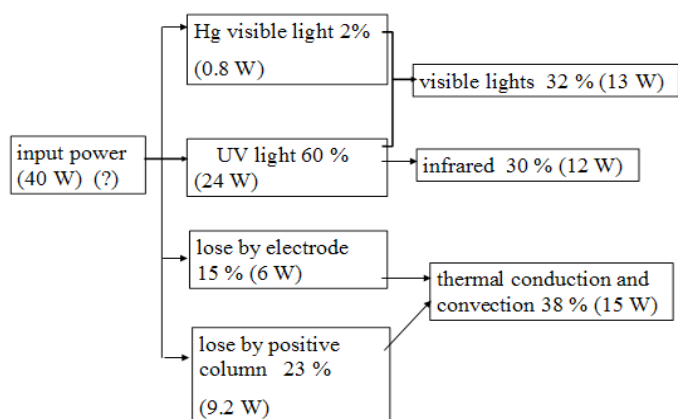 Hg visible light 2%
(0.8 W)
visible lights 32 % (13 W)
input power
(40 W) (?)
UV light 60 %
(24 W)
infrared 30 % (12 W)
lose by electrode
15 % (6 W)
thermal conduction and
convection 38 % (15 W)
lose by positive
column 23 %
(9.2 W)